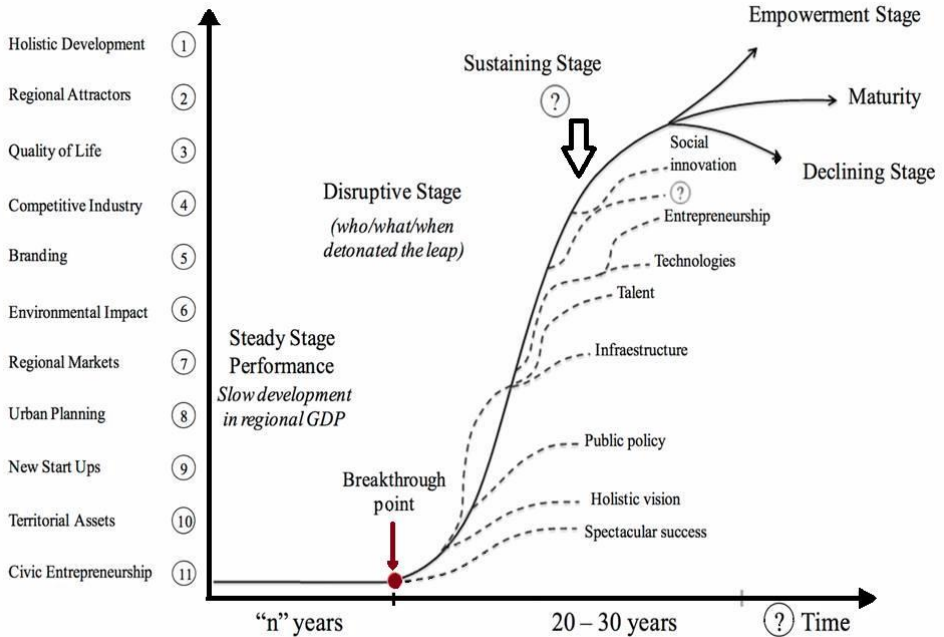 Holistic Development 1
Regional Attractors 2
Quality of Life 3
Competitive Industry 4
Branding 5
Environmental Impact 6
Regional Markets 7
Urban Planning 8
New Start Ups 9
Territorial Assets 10
Civic Entrepreneurship 11
Steady Stage
Performance
Slow development
in regional GDP
Breakthrough
point
Disruptive Stage
(who/what/when
detonated the leap)
Sustaining Stage
?
Empowerment Stage
Maturity
Declining Stage
Social
innovation
?
Entrepreneurship
Technologies
Talent
Infraestructure
Public policy
Holistic vision
Spectacular success
“n” years
20 – 30 years
? Time